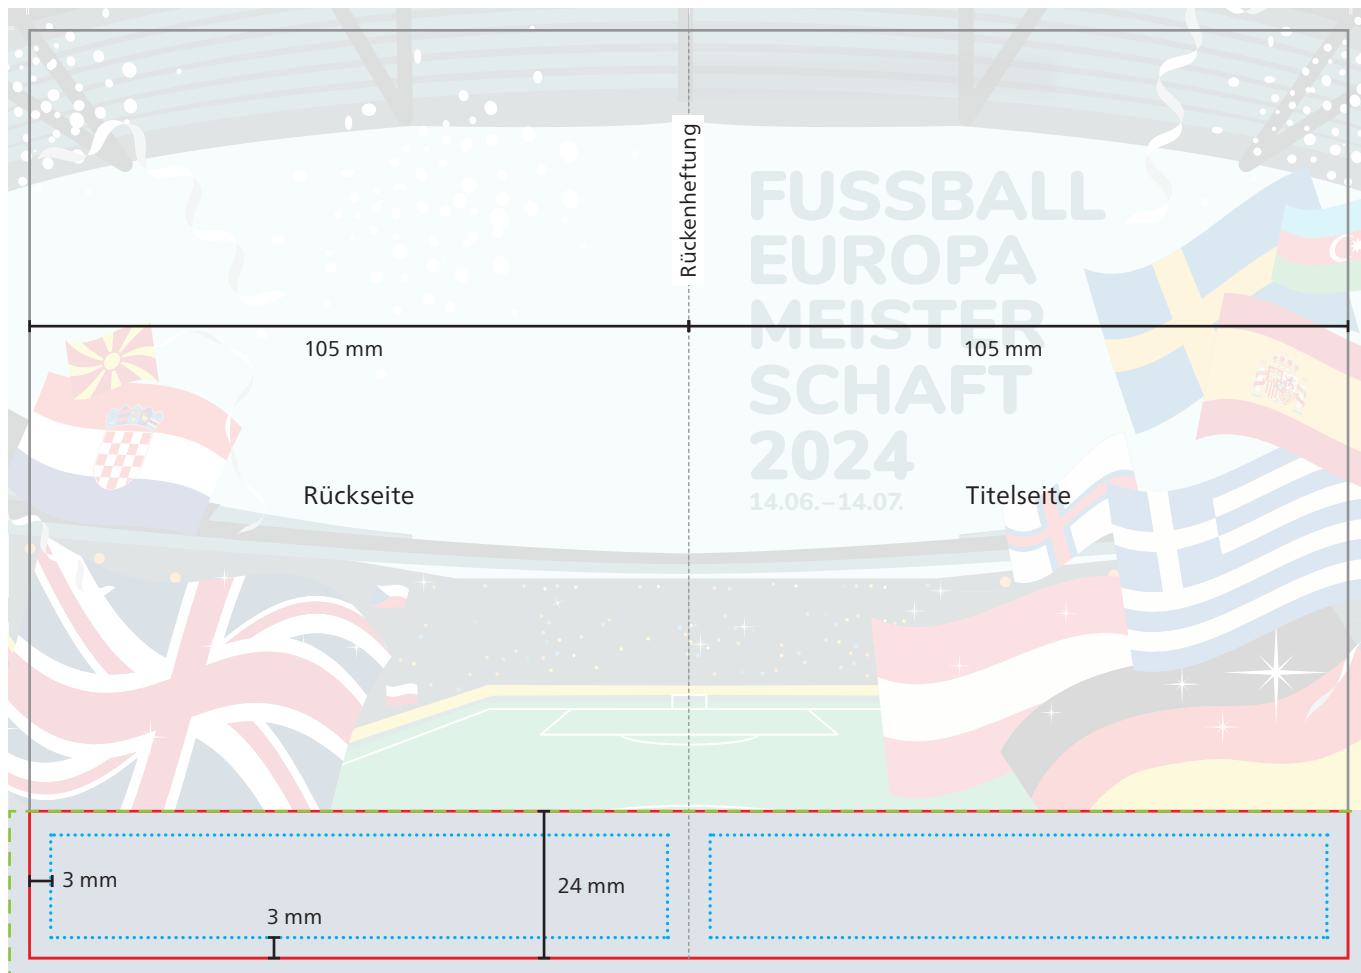 Rückenheftung
FUSSBALL
EUROPA
MEISTER
SCHAFT
2024
14.06.–14.07.
105 mm
105 mm
Rückseite
Titelseite
3 mm
3 mm
24 mm